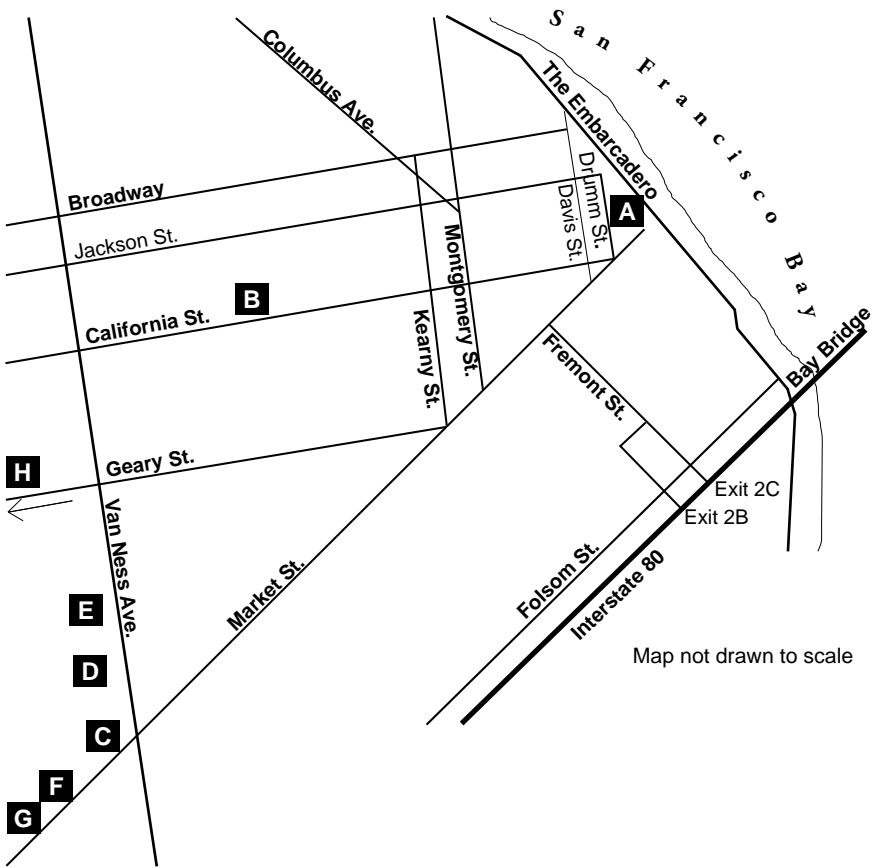 San Francisco Bay
Columbus Ave.
The Embarcadero
Broadway
Drumm St.
Davis St.
A
Jackson St.
Montgomery St.
B
California St.
Kearny St.
Fremont St.
Bay Bridge
H
Geary St.
Exit 2C
Exit 2B
Van Ness Ave.
Market St.
Folsom St.
Interstate 80
E
D
Map not drawn to scale
C
F
G